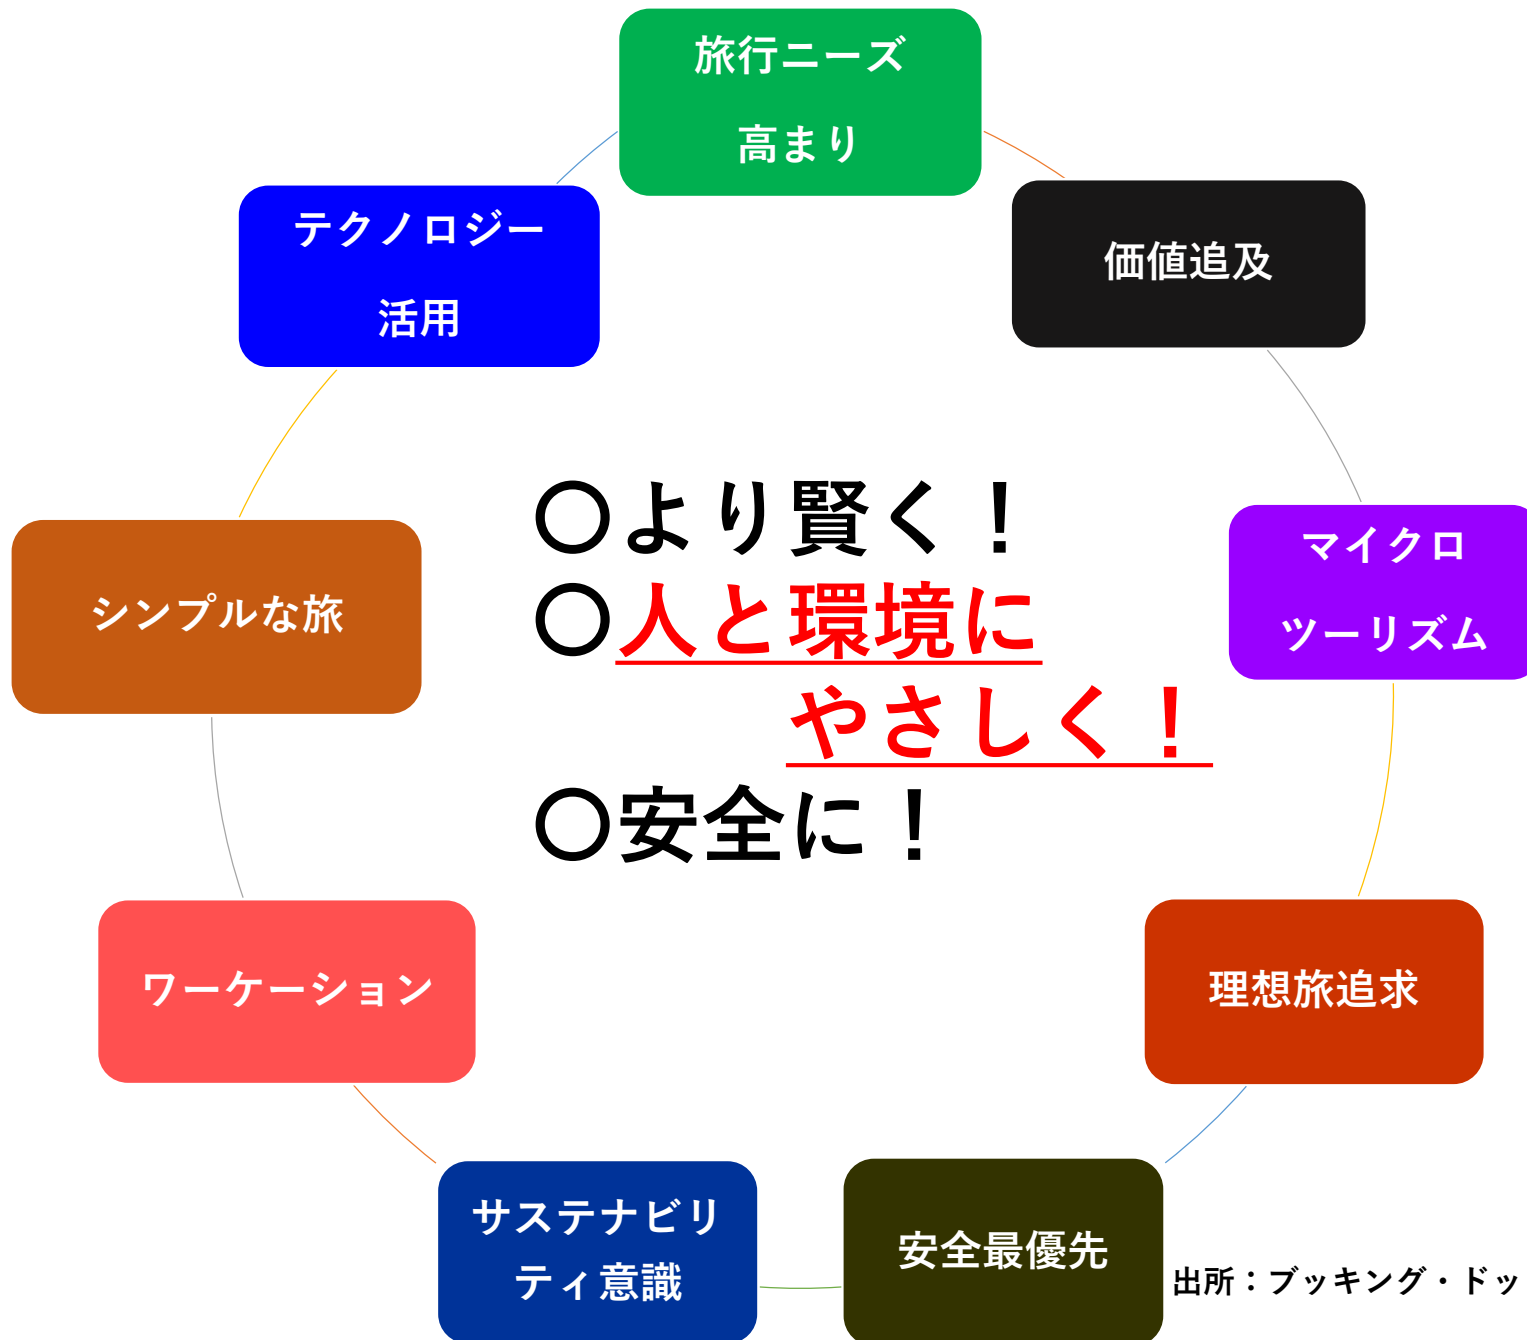 旅行ニーズ
高まり
価値追及
マイクロ
ツーリズム
理想旅追求
安全最優先
サステナビリ
ティ意識
ワーケーション
シンプルな旅
テクノロジー
活用
〇より賢く！
〇人と環境に
やさしく！
〇安全に！
出所：ブッキング・ドッ